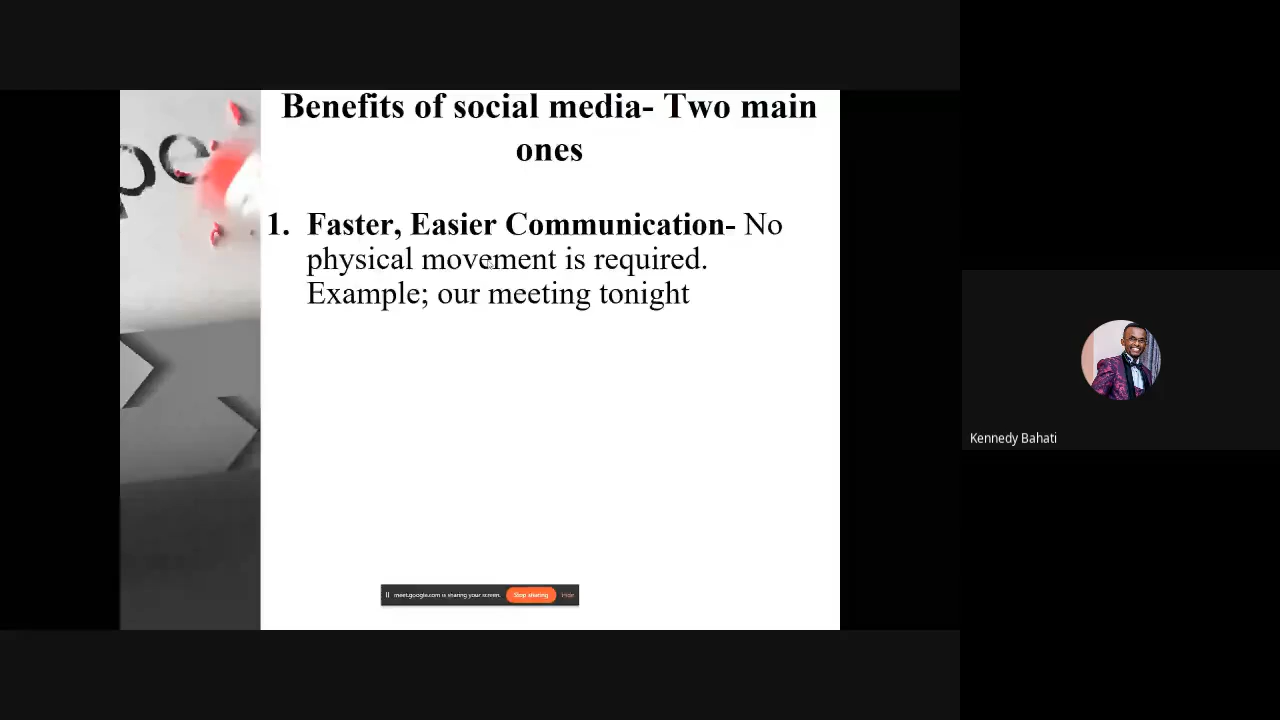 Benefits of social media- Two main
ones
pe
1. Faster, Easier Communication- No
physical movement is required.
Example; our meeting tonight
Kennedy Bahati
meet.google.com is sharing your screen. Stop sharing Hide